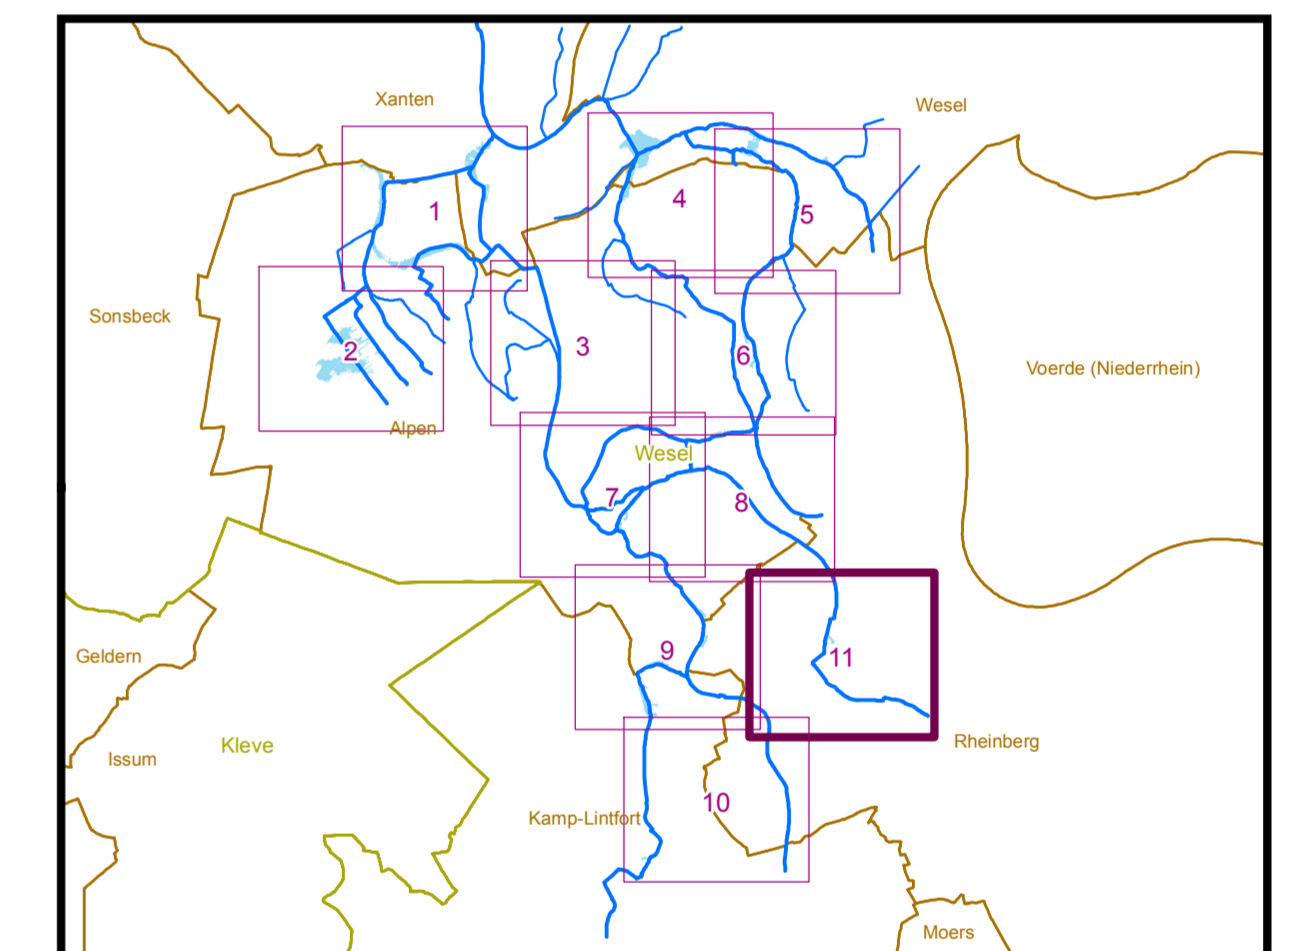 Xanten
Wesel
1
4
5
Sonsbeck
2
3
6
Voerde (Niederrhein)
Alpen
Wesel
7
8
9
11
Geldern
Kleve
Issum
Rheinberg
10
Kamp-Lintfort
Moers